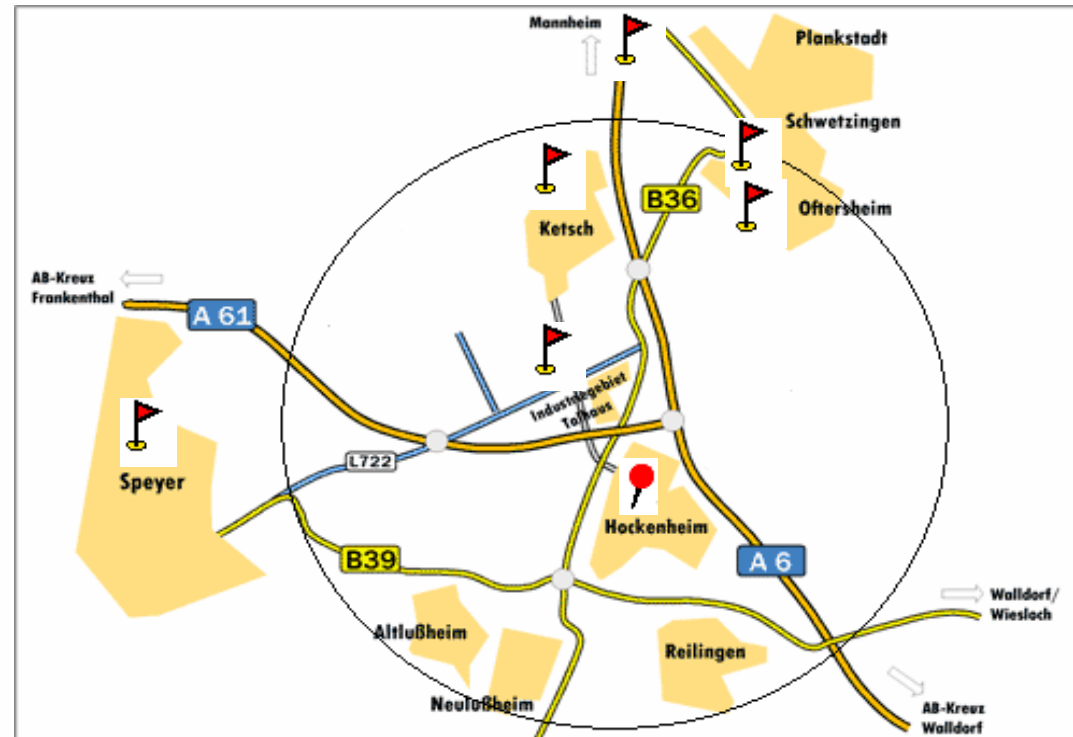 Mannheim
Plankstadt
Schwetzingen
B36
Oftersheim
Ketsch
AB-Kreuz
Frankenthal
A 61
Industriegebiet
Talhaus
L722
Speyer
Hockenheim
B39
A 6
Walldorf/
Wiesloch
Altlußheim
Reilingen
Neulußheim
AB-Kreuz
Walldorf